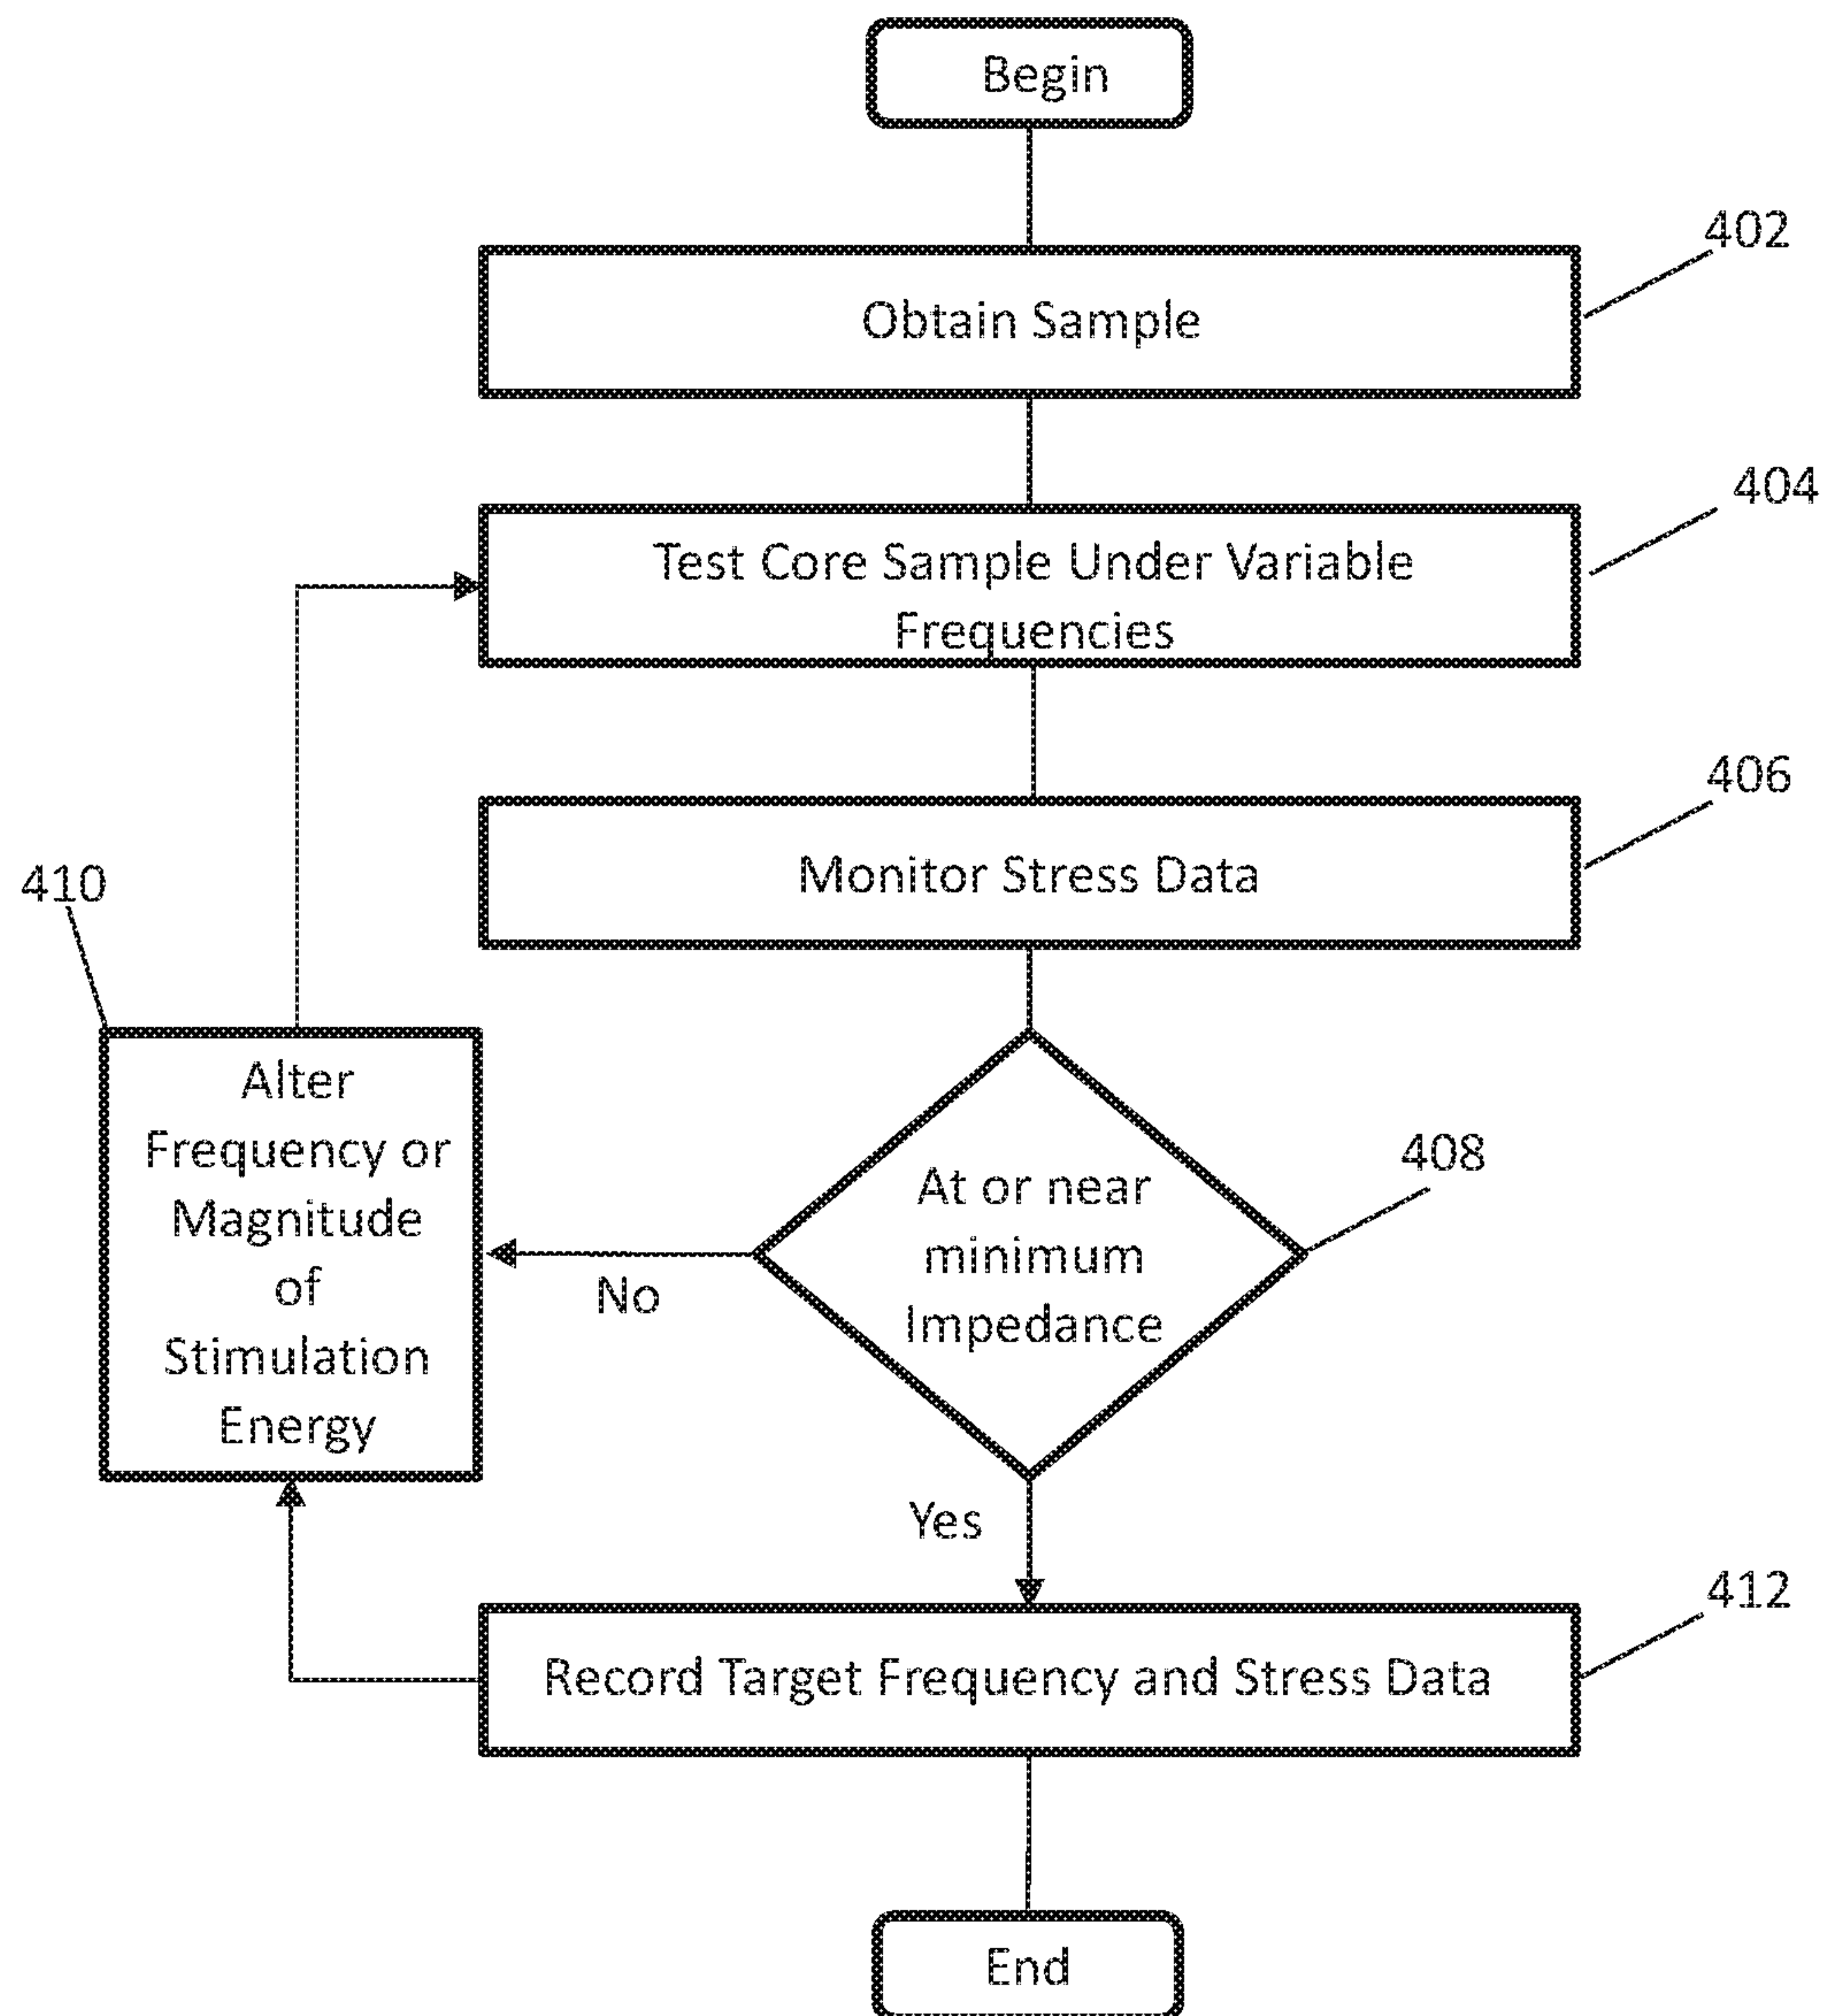 Begin
402
Obtain Sample
404
Test Core Sample Under Variable
Frequencies
406
Monitor Stress Data
410
Alter
Frequency or
Magnitude
of
Stimulation
Energy
408
At or near
minimum
Impedance
No
Yes
412
Record Target Frequency and Stress Data
End